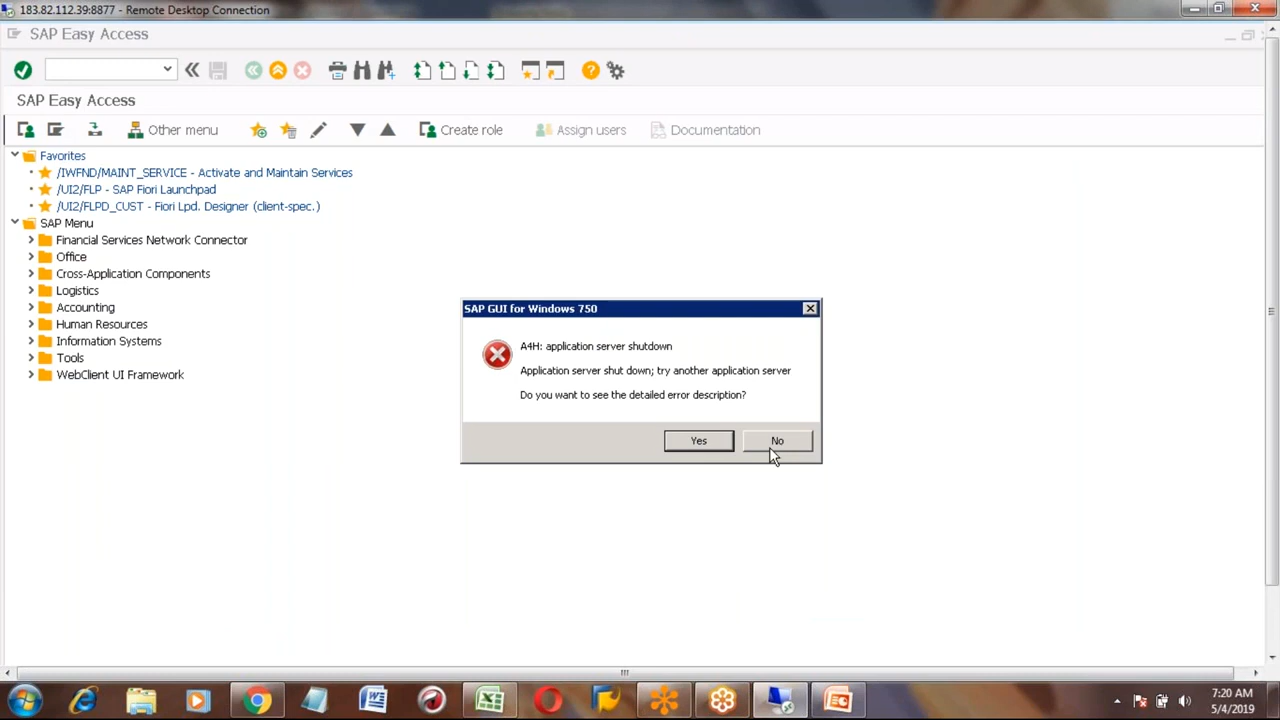 183.82.112.39:8877 - Remote Desktop Connection
SAP Easy Access
SAP Easy Access
Other menu Create role Assign users Documentation
Favorites
/IWFND/MAINT_SERVICE - Activate and Maintain Services
/UI2/FLP - SAP Fiori Launchpad
/UI2/FLPD_CUST - Fiori Lpd. Designer (client-spec.)
SAP Menu
Financial Services Network Connector
Office
Cross-Application Components
Logistics
Accounting
Human Resources
Information Systems
Tools
WebClient UI Framework
SAP GUI for Windows 750
A4H: application server shutdown
Application server shut down; try another application server
Do you want to see the detailed error description?
Yes No
7:20 AM
5/4/2019